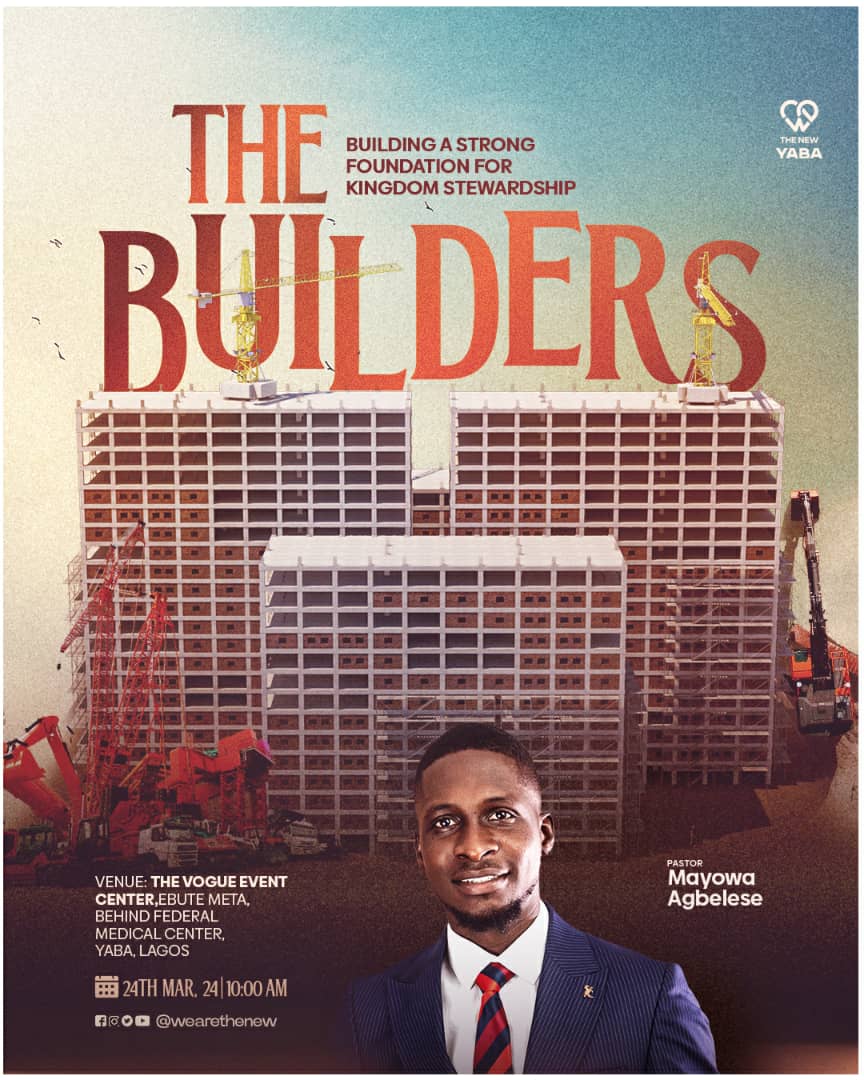 THE
BUILDERS
BUILDING A STRONG
FOUNDATION FOR
KINGDOM STEWARDSHIP
THE NEW
YABA
VENUE: THE VOGUE EVENT
CENTER,EBUTE META,
BEHIND FEDERAL
MEDICAL CENTER,
YABA, LAGOS
24TH MAR, 24|10:00 AM
@wearethenew
PASTOR
Mayowa
Agbelese